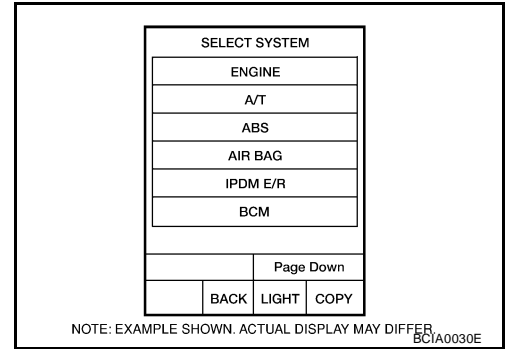 SELECT SYSTEM
ENGINE
A/T
ABS
AIR BAG
IPDM E/R
BCM
Page Down
BACK LIGHT COPY
NOTE: EXAMPLE SHOWN. ACTUAL DISPLAY MAY DIFFER.
BCIA0030E